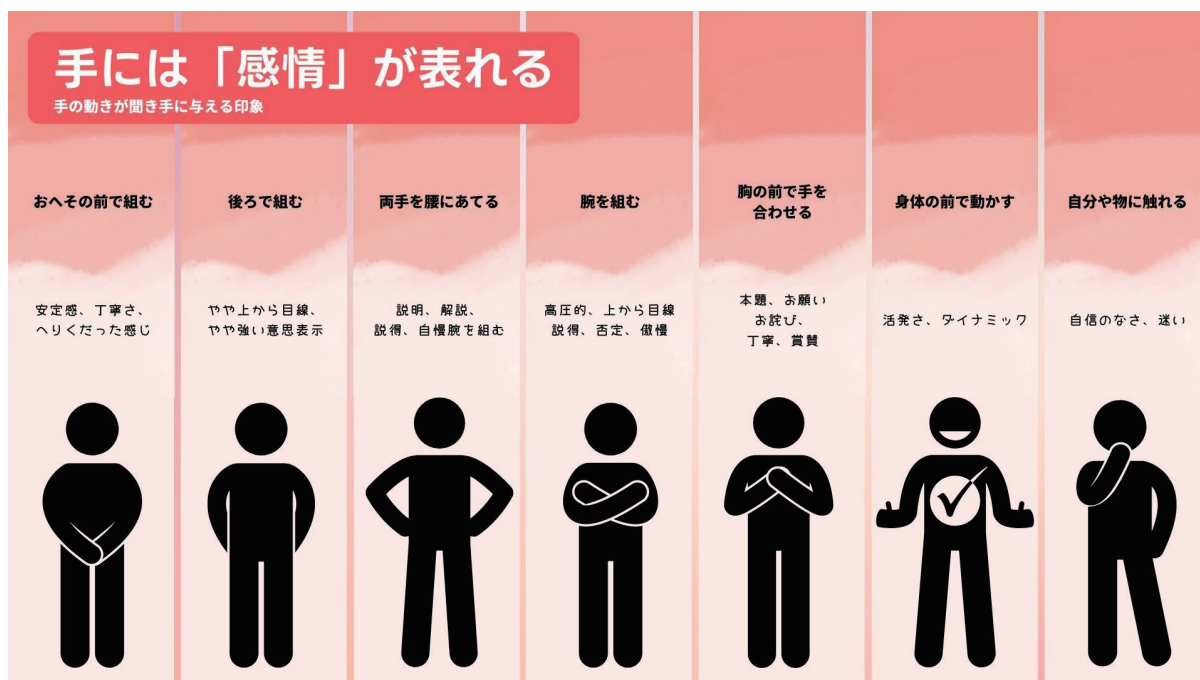 手には「感情」が表れる
手の動きが聞き手に与える印象
おへその前で組む
安定感、丁寧さ、
へりくだった感じ
後ろで組む
やや上から目線、
やや強い意思表示
両手を腰にあてる
説明、解説、
説得、自慢腕を組む
腕を組む
高圧的、上から目線
説得、否定、傲慢
胸の前で手を
合わせる
本題、お願い
お詫び、
丁寧、賞賛
身体の前で動かす
活発さ、ダイナミック
自分や物に触れる
自信のなさ、迷い